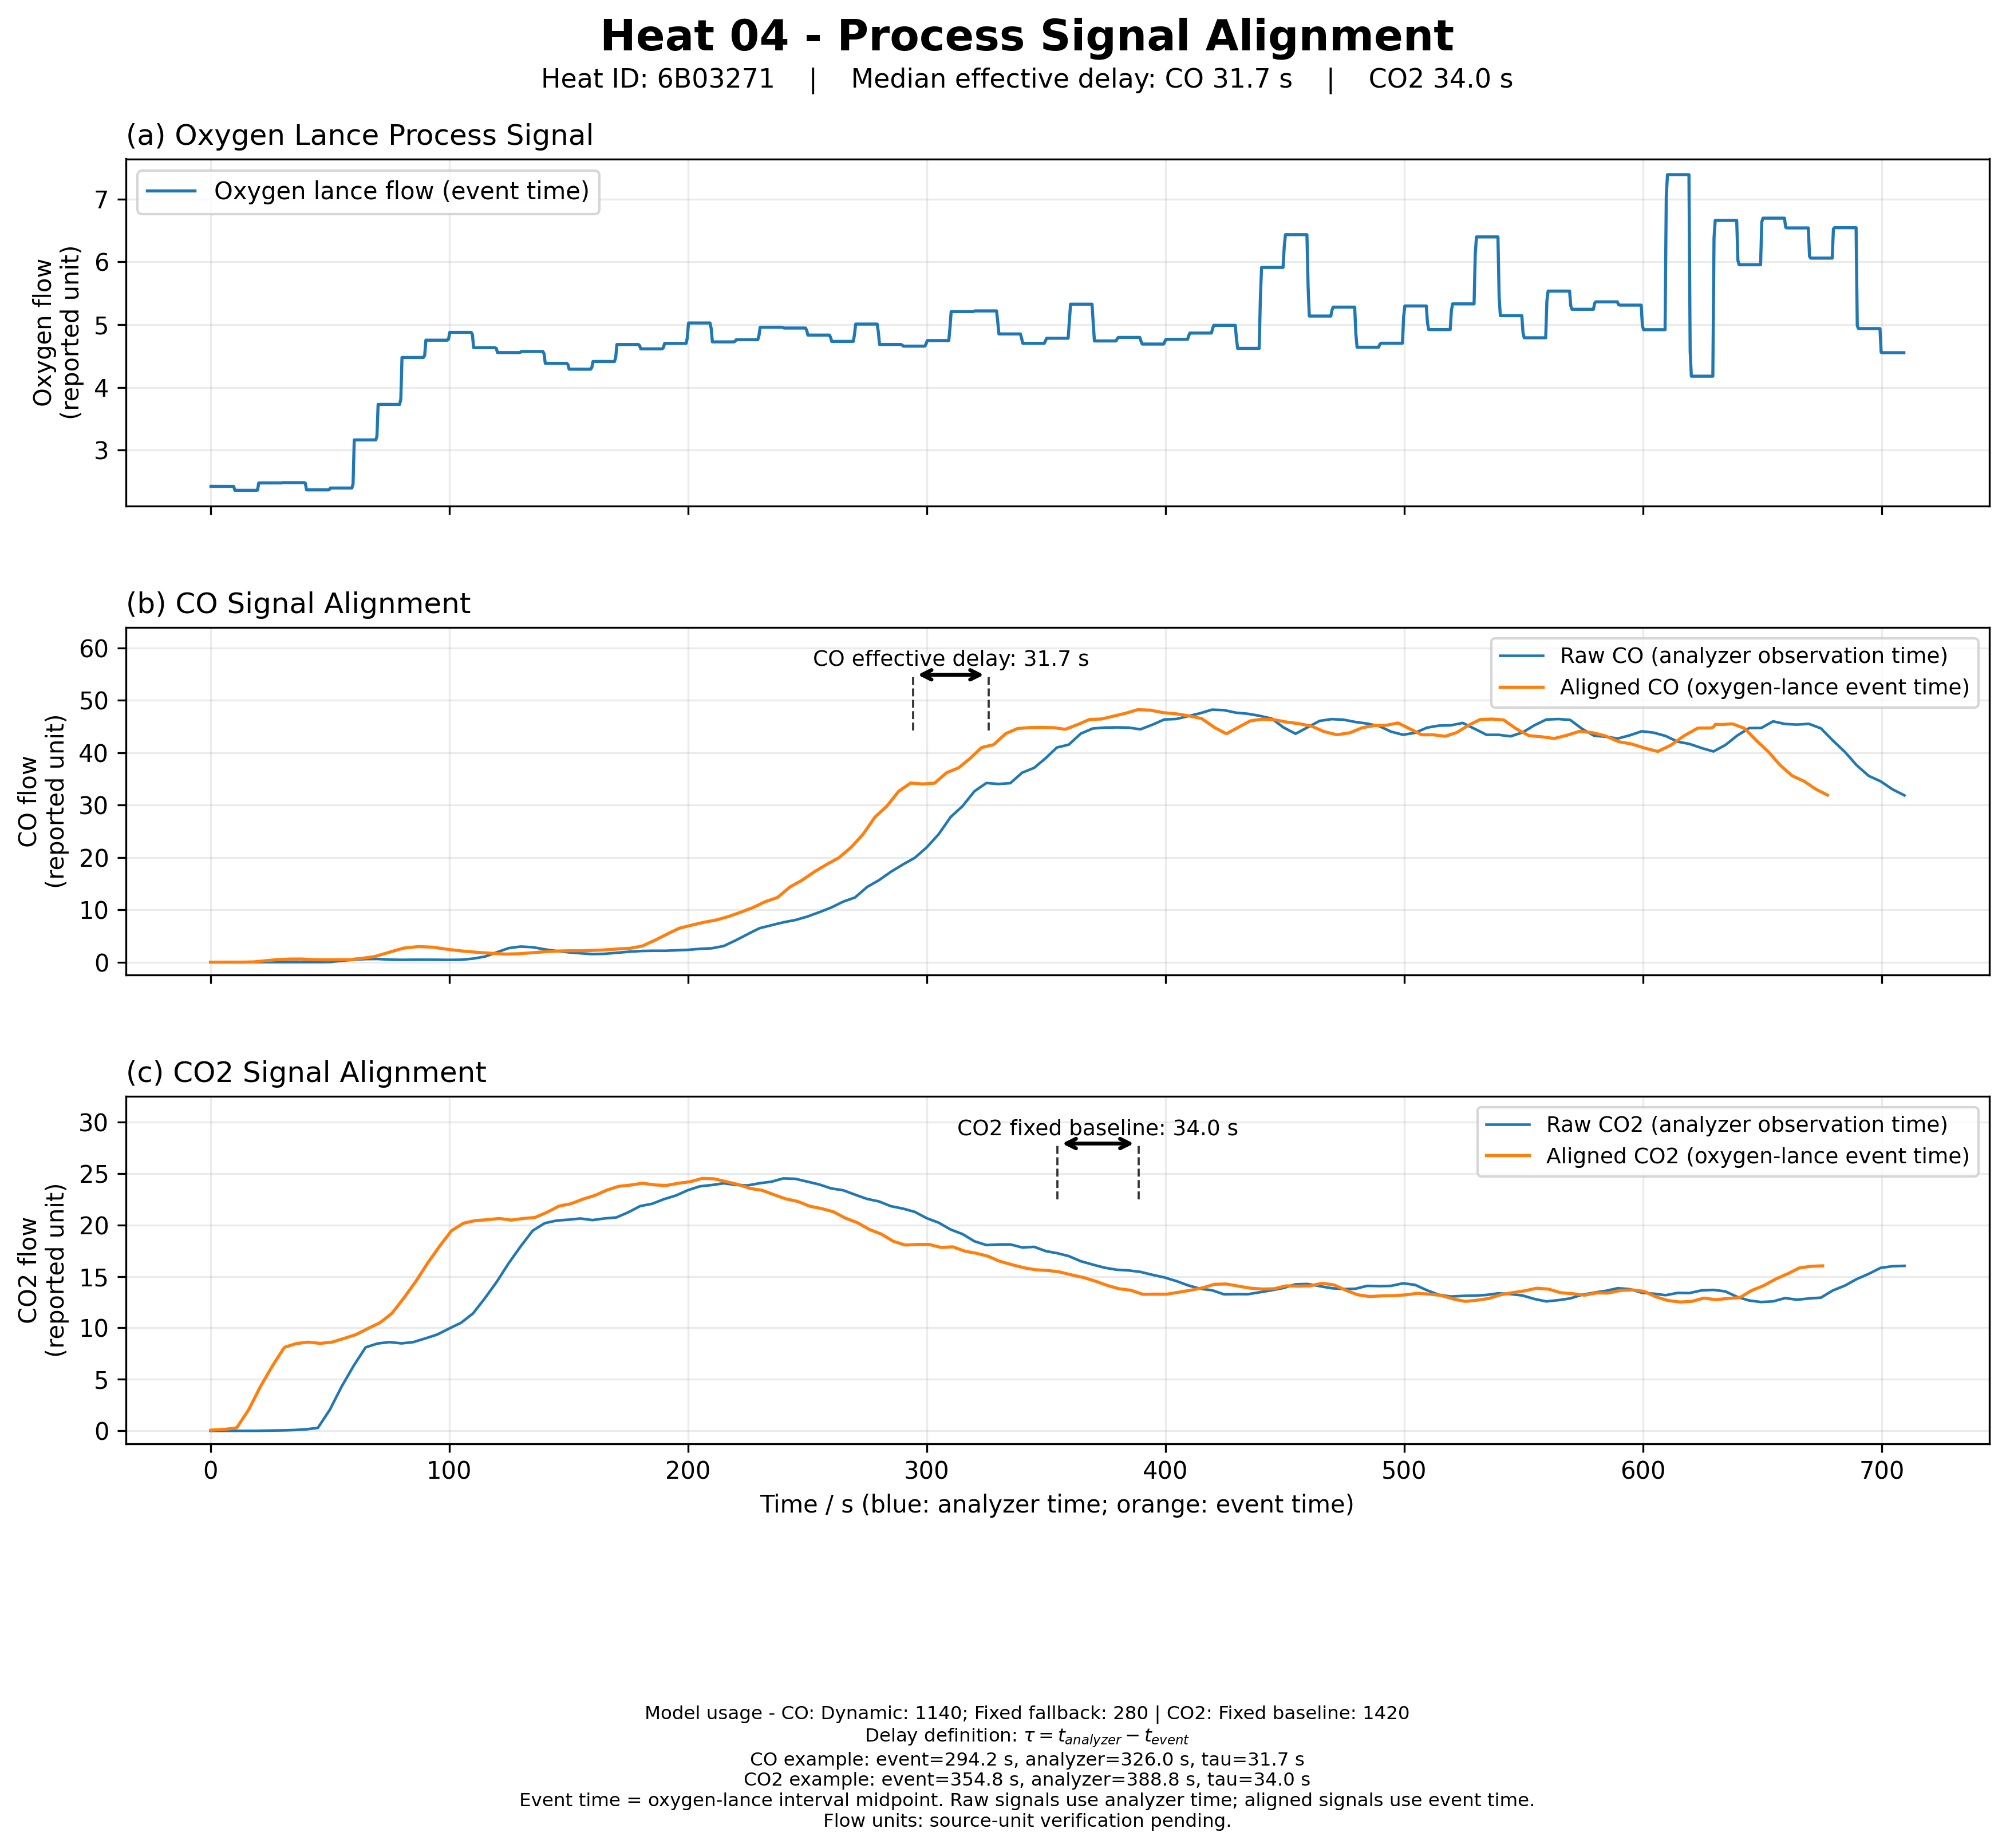 Heat 04 - Process Signal Alignment
Heat ID: 6B03271 | Median effective delay: CO 31.7 s | CO2 34.0 s
(a) Oxygen Lance Process Signal
Oxygen lance flow (event time)
Oxygen flow
(reported unit)
7
6
5
4
3
(b) CO Signal Alignment
CO effective delay: 31.7 s
Raw CO (analyzer observation time)
Aligned CO (oxygen-lance event time)
CO flow
(reported unit)
60
50
40
30
20
10
0
(c) CO2 Signal Alignment
CO2 fixed baseline: 34.0 s
Raw CO2 (analyzer observation time)
Aligned CO2 (oxygen-lance event time)
CO2 flow
(reported unit)
30
25
20
15
10
5
0
0 100 200 300 400 500 600 700
Time / s (blue: analyzer time; orange: event time)
Model usage - CO: Dynamic: 1140; Fixed fallback: 280 | CO2: Fixed baseline: 1420
Delay definition: τ = t_analyzer − t_event
CO example: event=294.2 s, analyzer=326.0 s, tau=31.7 s
CO2 example: event=354.8 s, analyzer=388.8 s, tau=34.0 s
Event time = oxygen-lance interval midpoint. Raw signals use analyzer time; aligned signals use event time.
Flow units: source-unit verification pending.